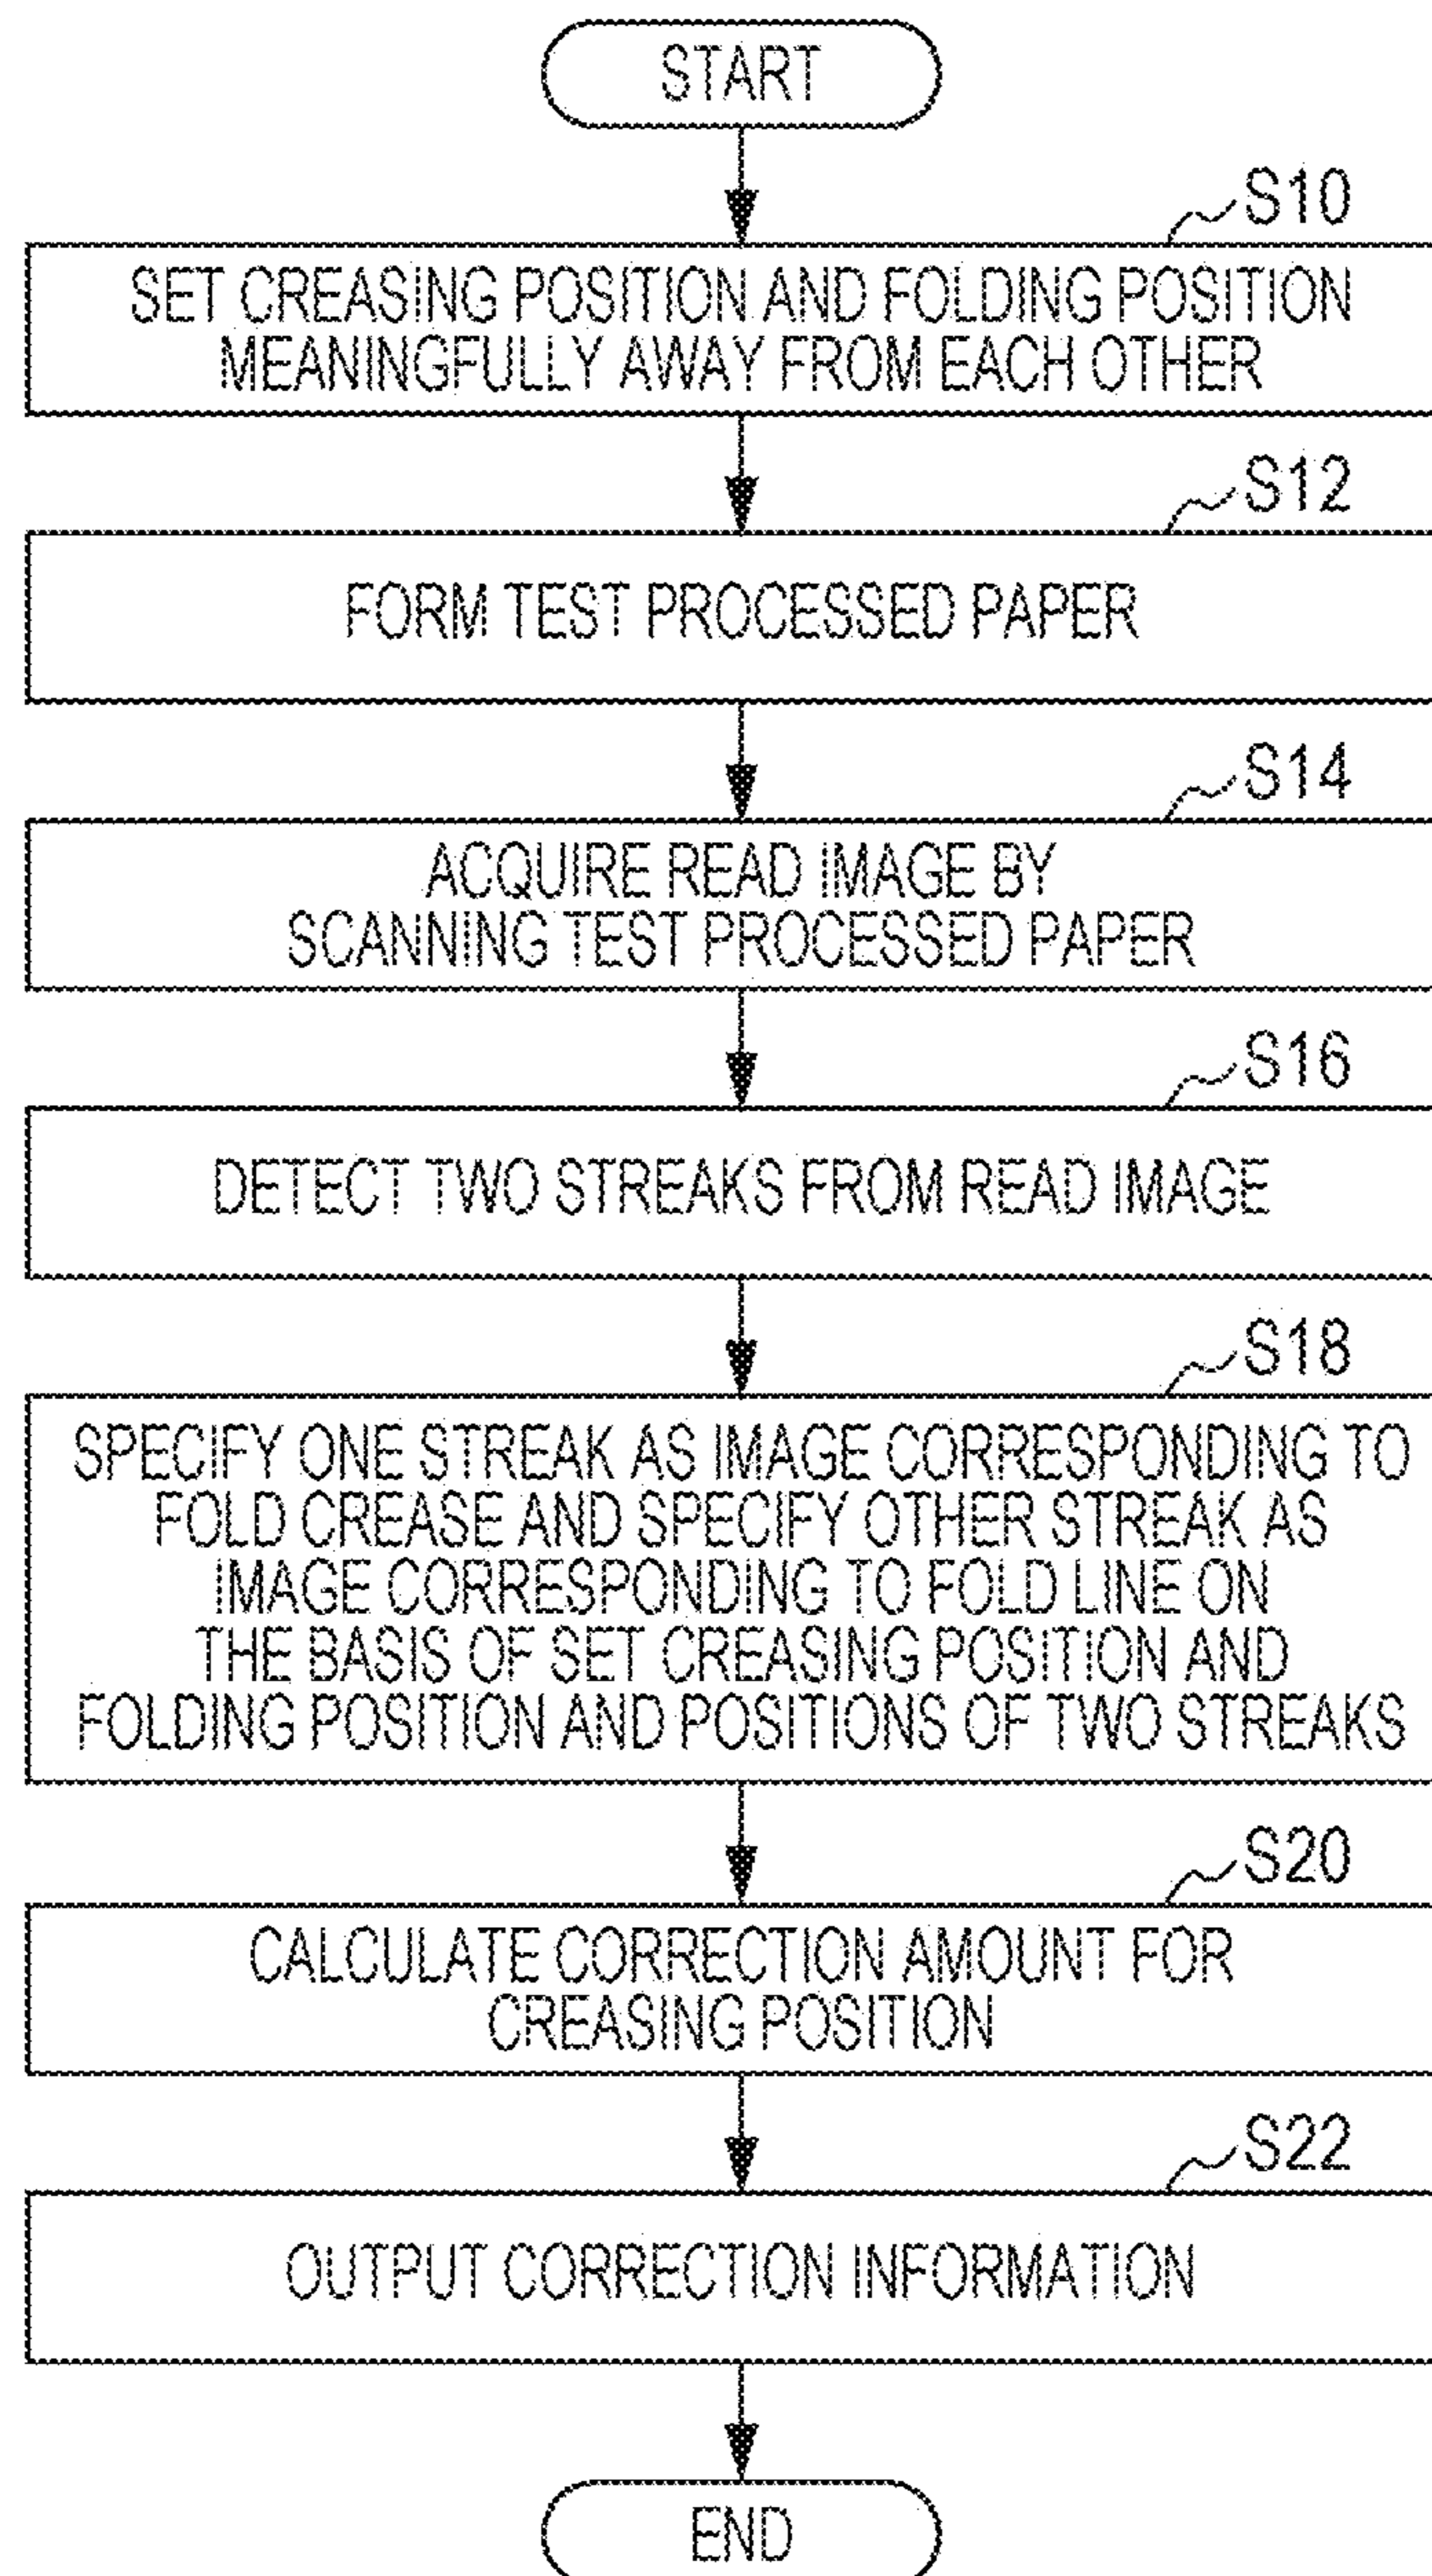 START
S10
SET CREASING POSITION AND FOLDING POSITION
MEANINGFULLY AWAY FROM EACH OTHER
S12
FORM TEST PROCESSED PAPER
S14
ACQUIRE READ IMAGE BY
SCANNING TEST PROCESSED PAPER
S16
DETECT TWO STREAKS FROM READ IMAGE
S18
SPECIFY ONE STREAK AS IMAGE CORRESPONDING TO
FOLD CREASE AND SPECIFY OTHER STREAK AS
IMAGE CORRESPONDING TO FOLD LINE ON
THE BASIS OF SET CREASING POSITION AND
FOLDING POSITION AND POSITIONS OF TWO STREAKS
S20
CALCULATE CORRECTION AMOUNT FOR
CREASING POSITION
S22
OUTPUT CORRECTION INFORMATION
END